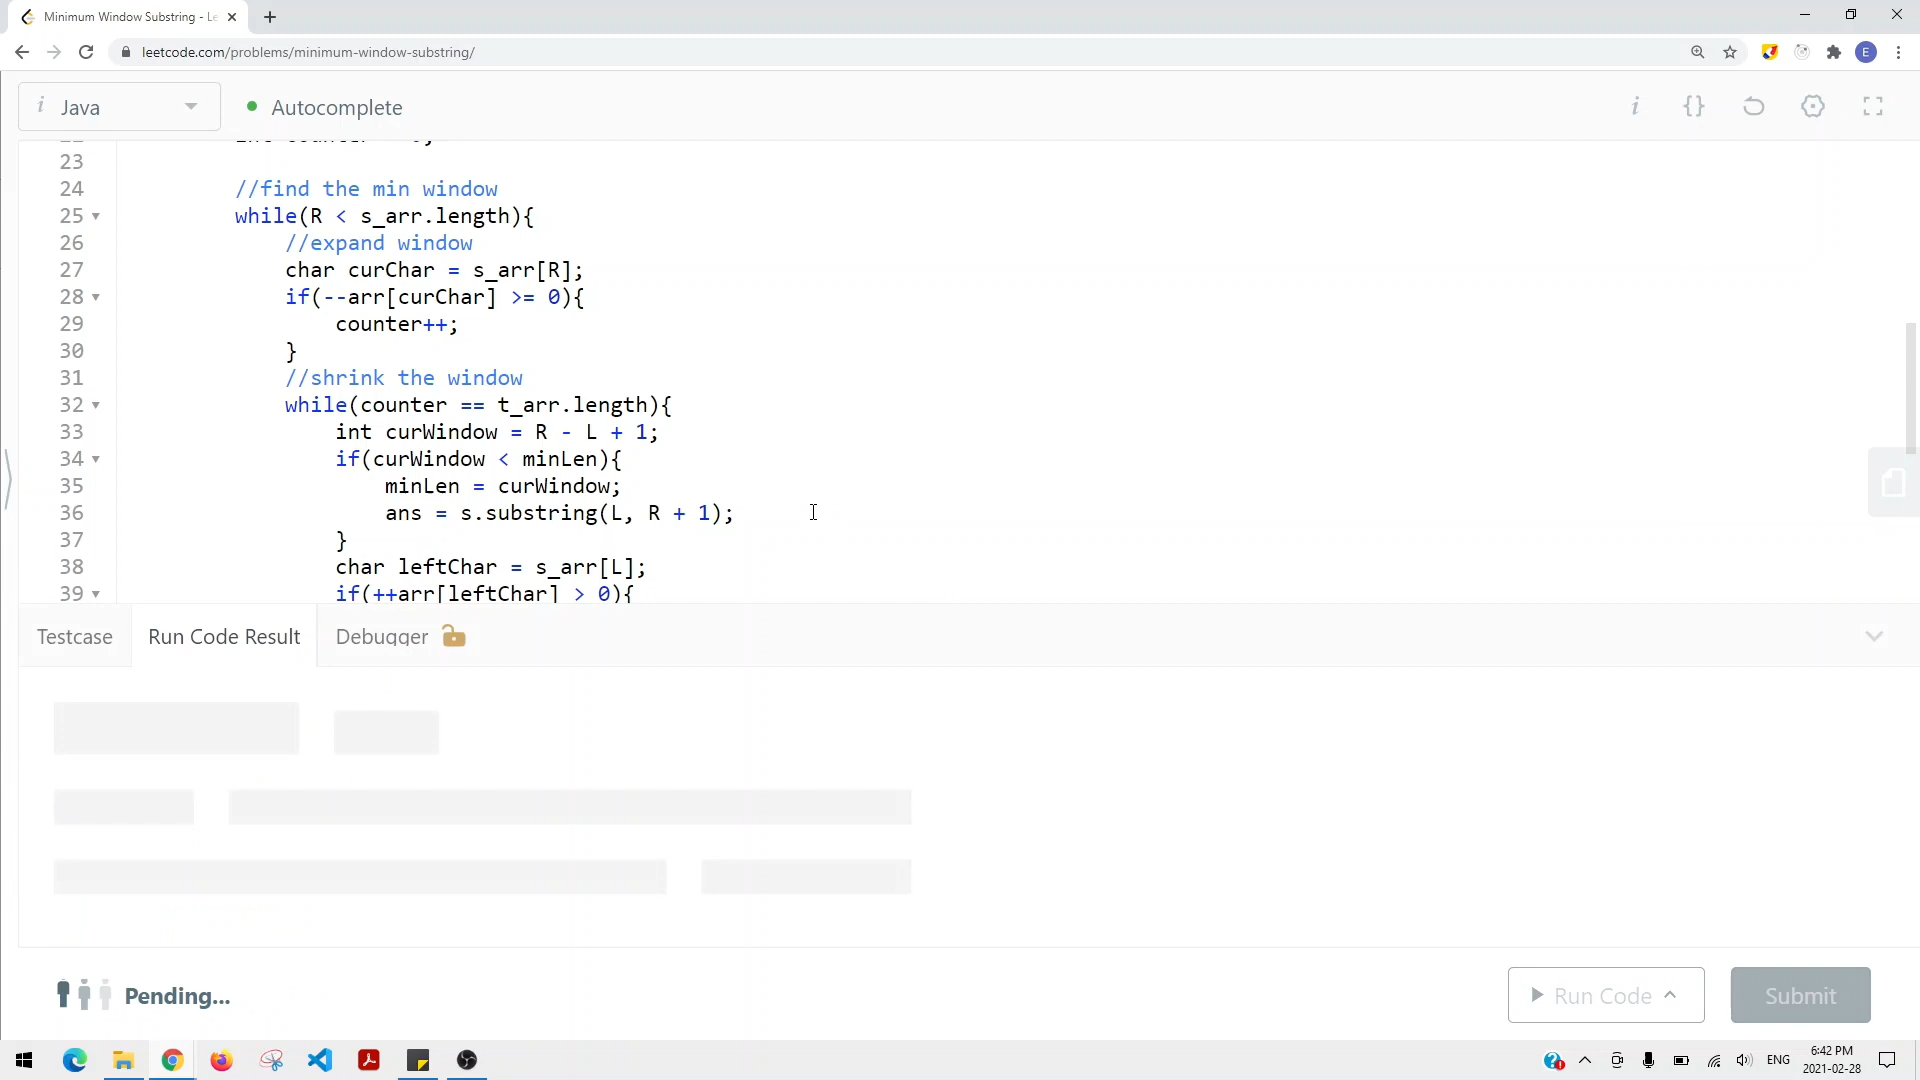 Minimum Window Substring - Le
leetcode.com/problems/minimum-window-substring/
E
i Java
Autocomplete
i {}
22 int counter = 0;
23
24 //find the min window
25 while(R < s_arr.length){
26 //expand window
27 char curChar = s_arr[R];
28 if(--arr[curChar] >= 0){
29 counter++;
30 }
31 //shrink the window
32 while(counter == t_arr.length){
33 int curWindow = R - L + 1;
34 if(curWindow < minLen){
35 minLen = curWindow;
36 ans = s.substring(L, R + 1);
37 }
38 char leftChar = s_arr[L];
39 if(++arr[leftChar] > 0){
Testcase
Run Code Result
Debugger
Pending...
Run Code
Submit
ENG
6:42 PM
2021-02-28